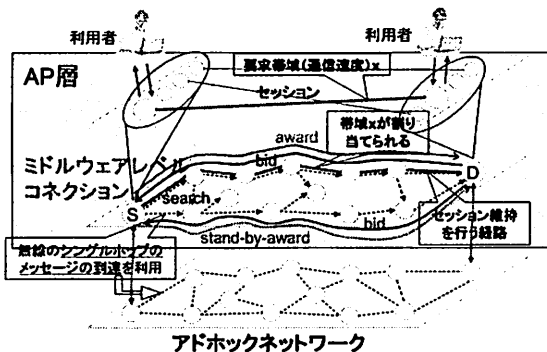 利用者
利用者
AP層
要求帯域(通信速度)x
セッション
帯域xが割り
当てられる
award
bid
ミドルウェアレベル
コネクション
search
S
D
bid
stand-by-award
セッション維持
を行う経路
無線のシングルホップの
メッセージの到達を利用
アドホックネットワーク